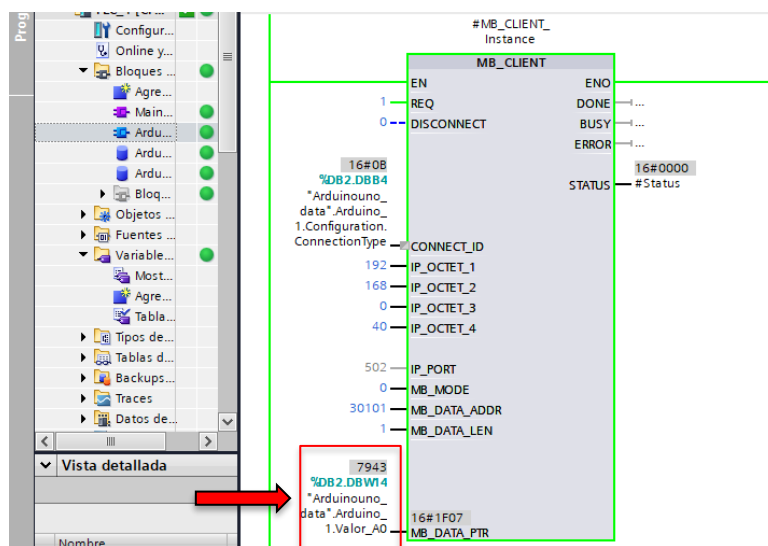 Prog
PLC_1 [CP...
Configur...
Online y...
Bloques ...
Agre...
Main...
Ardu...
Ardu...
Ardu...
Bloq...
Objetos ...
Fuentes ...
Variable...
Most...
Agre...
Tabla...
Tipos de...
Tablas d...
Backups...
Traces
Datos de...
Vista detallada
Nombre
#MB_CLIENT_
Instance
MB_CLIENT
EN ENO
1 REQ DONE ...
0 DISCONNECT BUSY ...
ERROR ...
16#0000
STATUS #Status
16#0B
%DB2.DBB4
"Arduinouno_
data".Arduino_
1.Configuration.
ConnectionType CONNECT_ID
192 IP_OCTET_1
168 IP_OCTET_2
0 IP_OCTET_3
40 IP_OCTET_4
502 IP_PORT
0 MB_MODE
30101 MB_DATA_ADDR
1 MB_DATA_LEN
7943
%DB2.DBW14
"Arduinouno_
data".Arduino_ 16#1F07
1.Valor_A0 MB_DATA_PTR